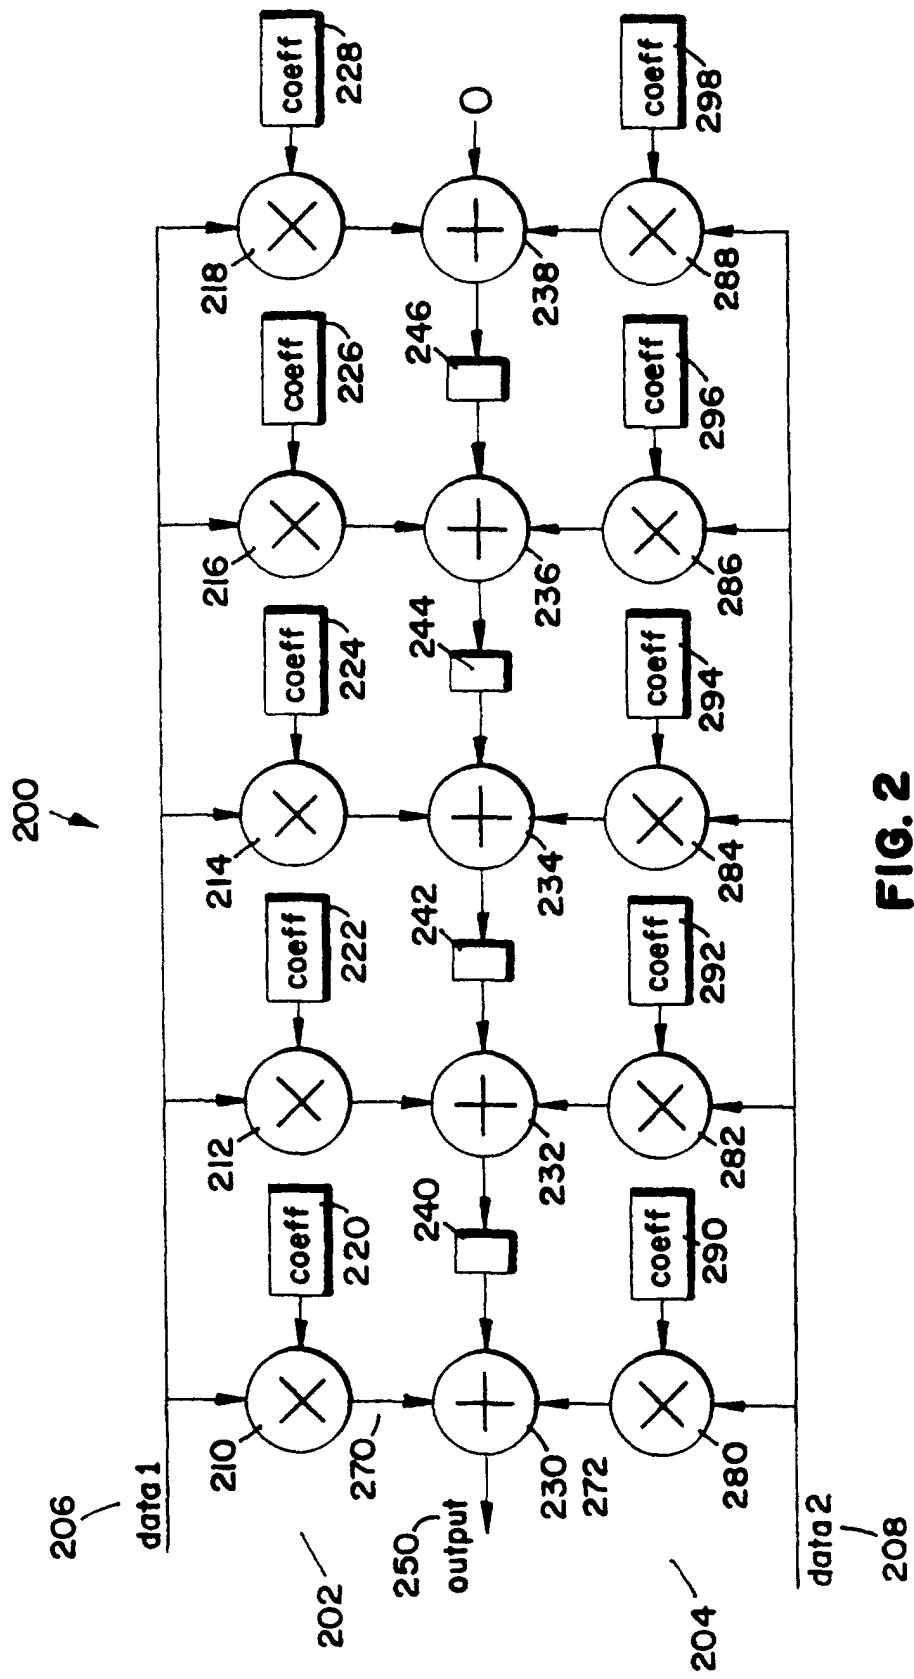 200
206
data1
210 212 214 216 218
coeff coeff coeff coeff coeff
202
220 222 224 226 228
270
250 240 242 244 246
output
0
230 232 234 236 238
272
coeff coeff coeff coeff coeff
204
290 292 294 296 298
280 282 284 286 288
data2
208
FIG. 2